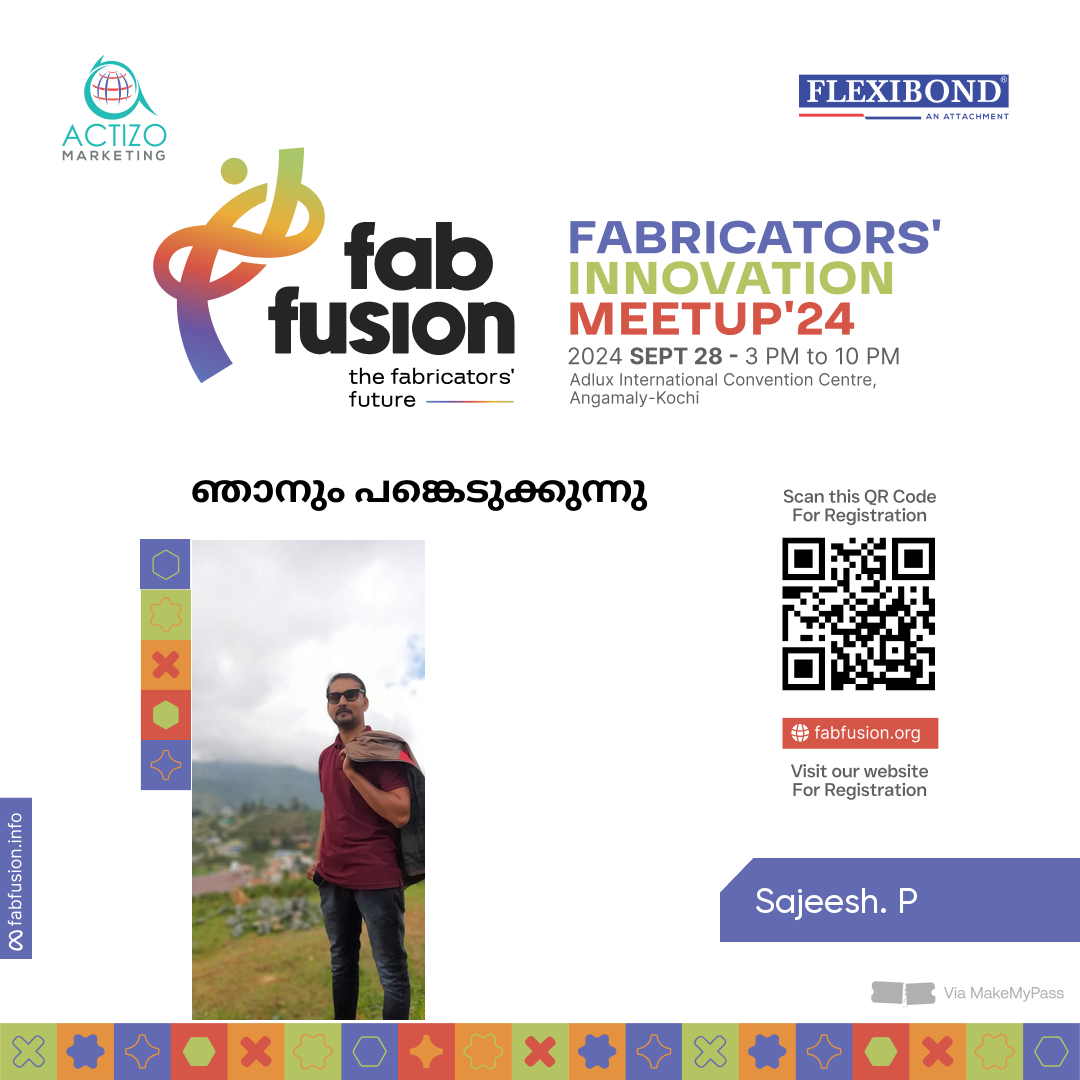 ACTIZO
MARKETING
FLEXIBOND®
AN ATTACHMENT
fab
fusion
the fabricators'
future
FABRICATORS'
INNOVATION
MEETUP'24
2024 SEPT 28 - 3 PM to 10 PM
Adlux International Convention Centre,
Angamaly-Kochi
ഞാനും പങ്കെടുക്കുന്നു
Scan this QR Code
For Registration
fabfusion.org
Visit our website
For Registration
fabfusion.info
Sajeesh. P
Via MakeMyPass